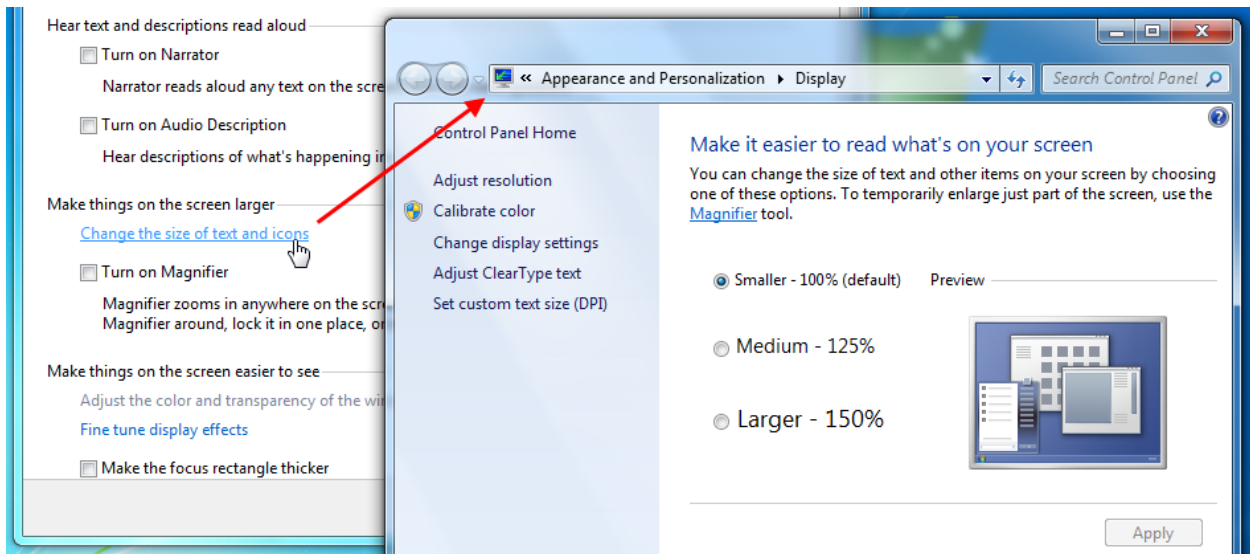 Hear text and descriptions read aloud
Turn on Narrator
Narrator reads aloud any text on the
Turn on Audio Description
Hear descriptions of what's happening
Make things on the screen larger
Change the size of text and icons
Turn on Magnifier
Magnifier zooms in anywhere on the
Magnifier around, lock it in one place,
Make things on the screen easier to see
Adjust the color and transparency of the
Fine tune display effects
Make the focus rectangle thicker
« Appearance and Personalization ▸ Display
Search Control Panel
Control Panel Home
Adjust resolution
Calibrate color
Change display settings
Adjust ClearType text
Set custom text size (DPI)
Make it easier to read what's on your screen
You can change the size of text and other items on your screen by choosing
one of these options. To temporarily enlarge just part of the screen, use the
Magnifier tool.
Smaller - 100% (default)
Preview
Medium - 125%
Larger - 150%
Apply